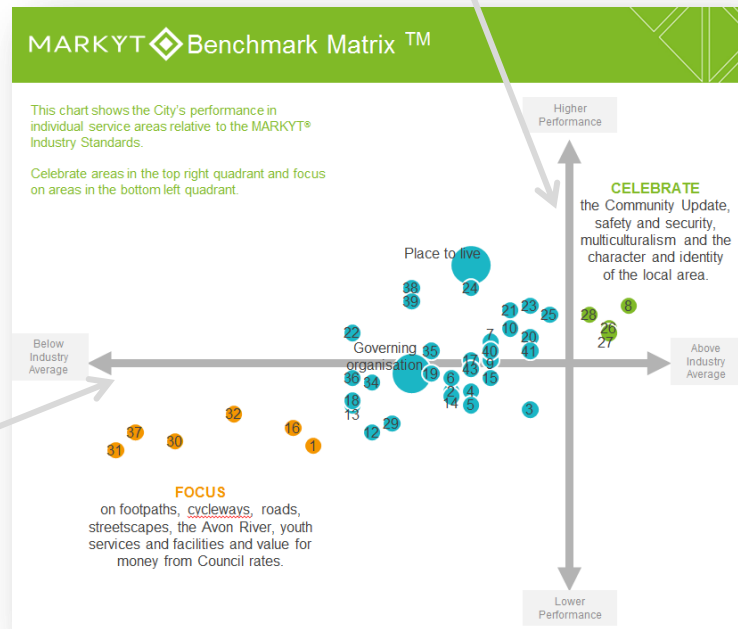 MARKYT Benchmark Matrix TM
This chart shows the City's performance in
individual service areas relative to the MARKYT®
Industry Standards.
Celebrate areas in the top right quadrant and focus
on areas in the bottom left quadrant.
Higher
Performance
CELEBRATE
the Community Update,
safety and security,
multiculturalism and the
character and identity
of the local area.
Place to live
38
24
39
21
23
25
28
8
22
10
26
7
20
27
Below
Industry
Average
Governing
organisation
35
40
41
17
9
43
Above
Industry
Average
36
34
19
6
15
2
4
18
14
5
3
13
32
12
29
16
37
30
1
31
FOCUS
on footpaths, cycleways, roads,
streetscapes, the Avon River, youth
services and facilities and value for
money from Council rates.
Lower
Performance